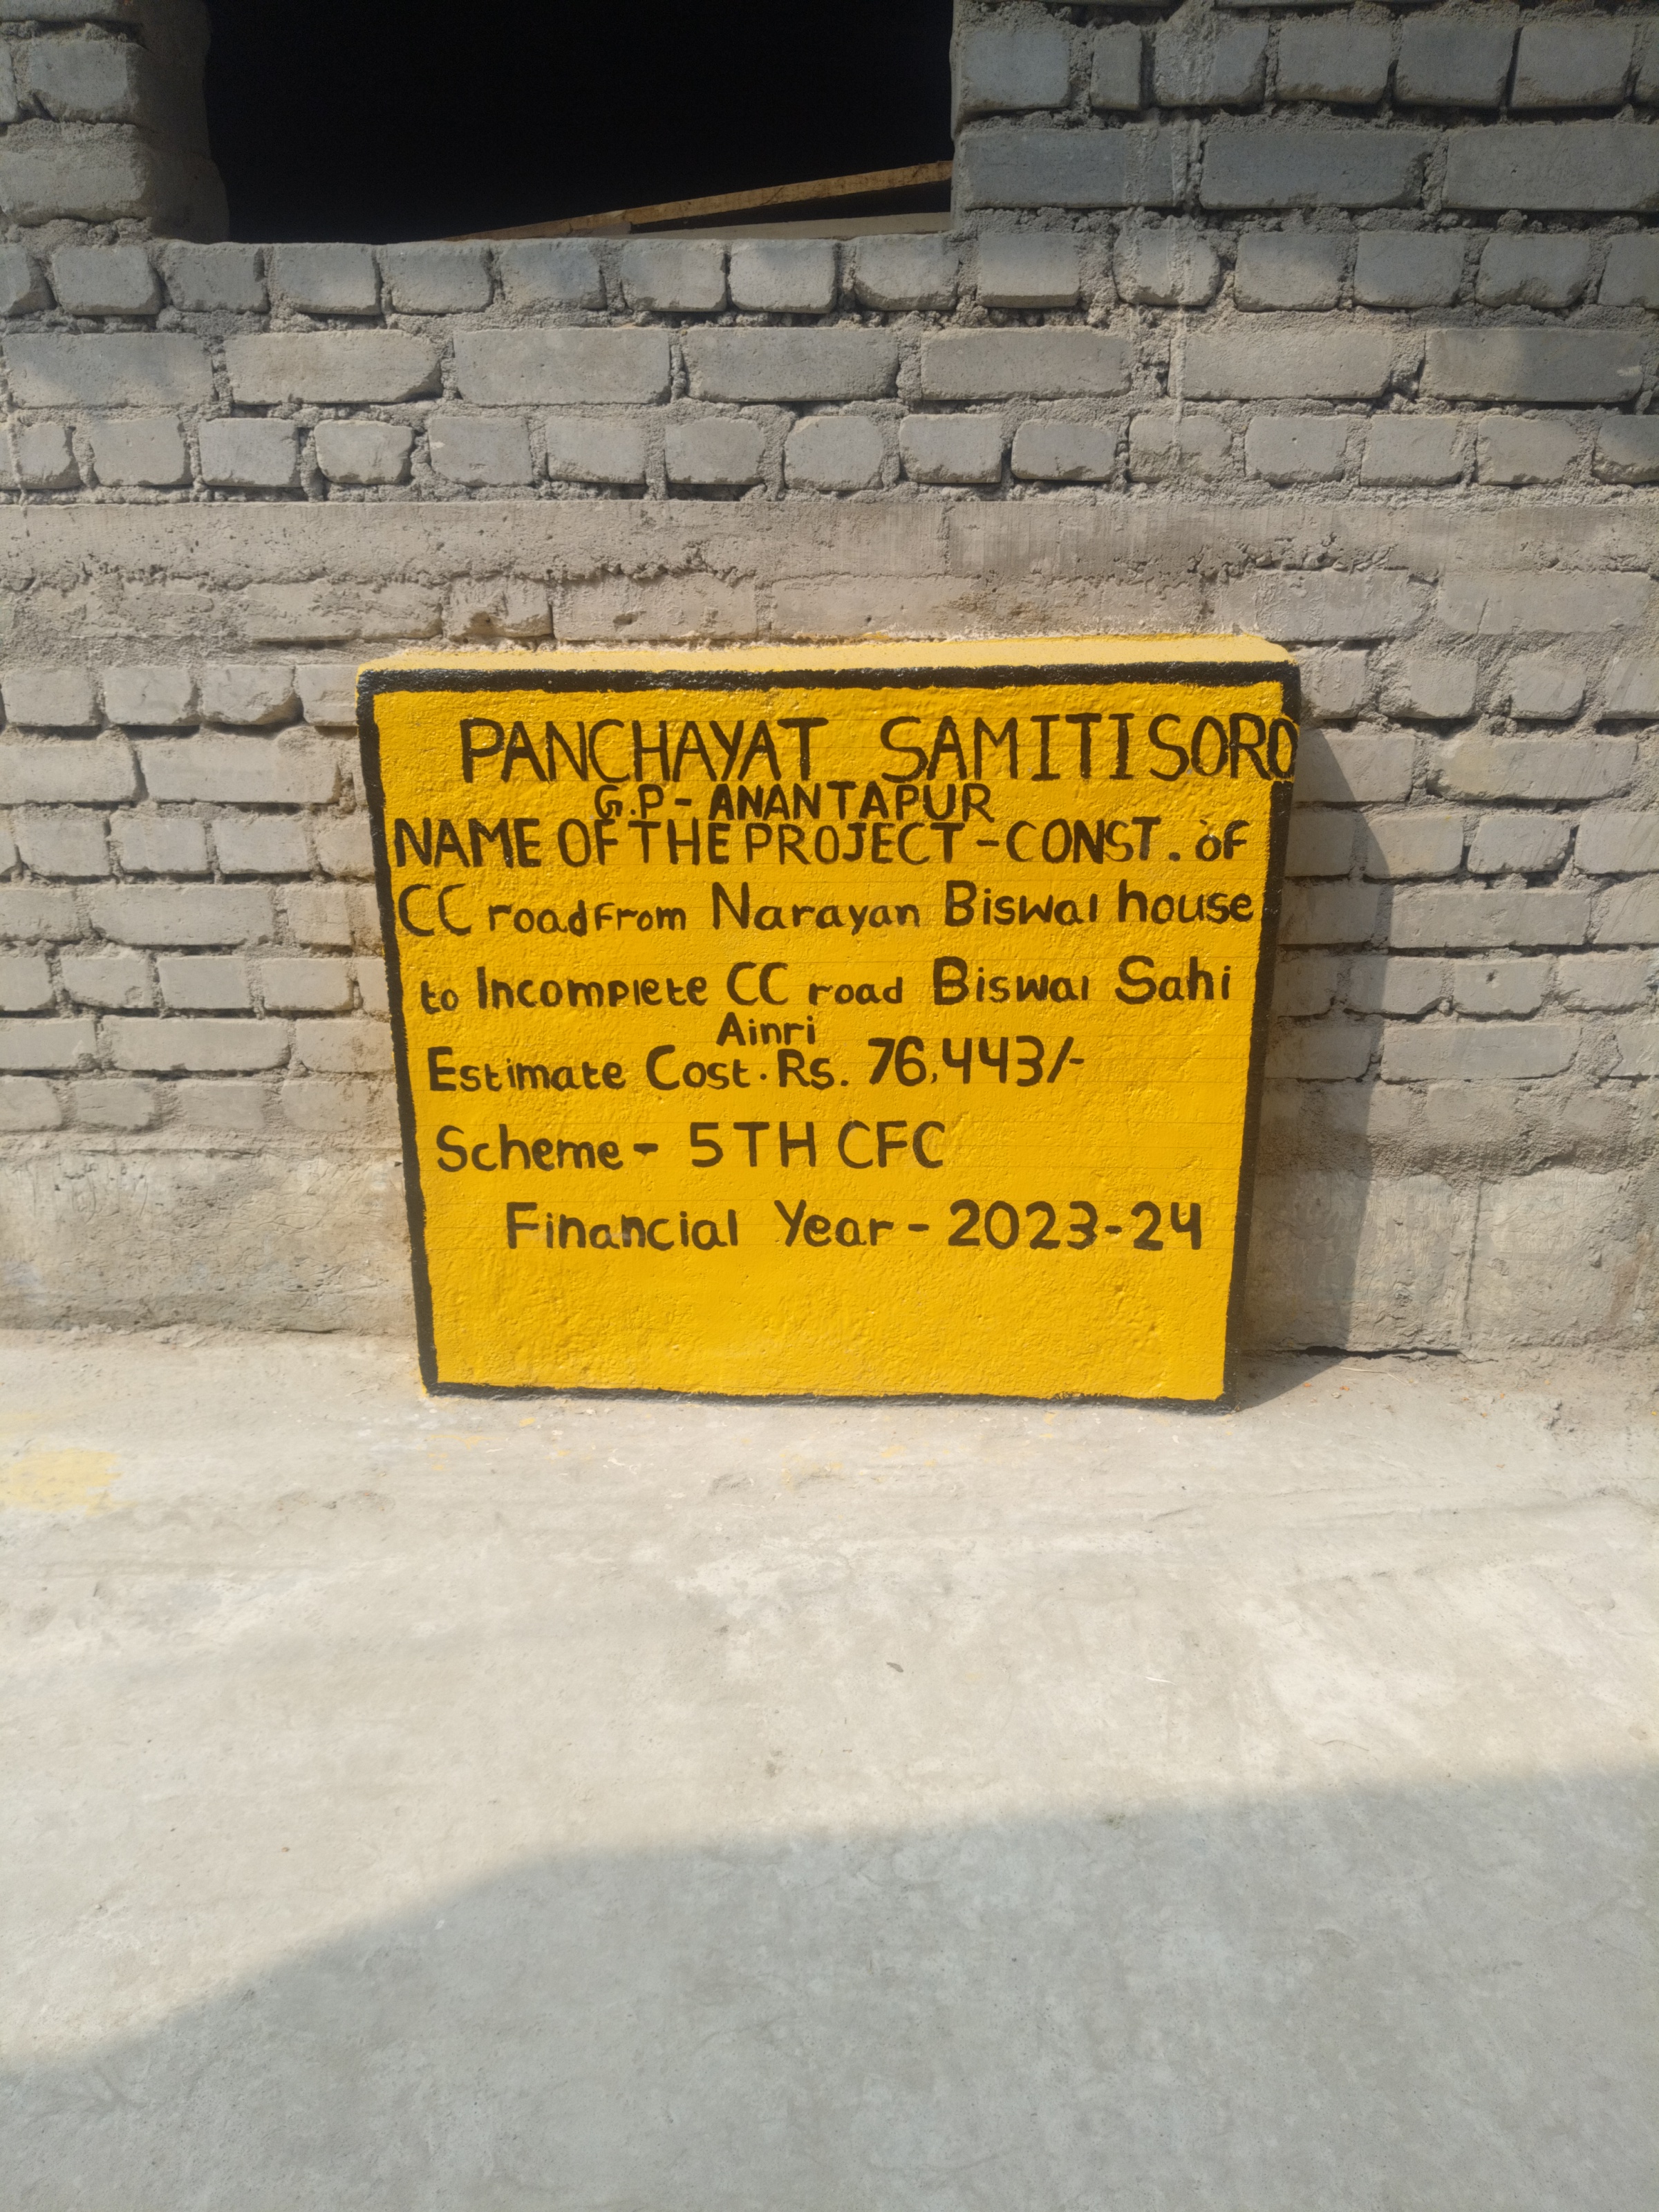 PANCHAYAT SAMITI SORO
G.P - ANANTAPUR
NAME OF THE PROJECT - CONST. OF
CC road From Narayan Biswal house
to Incomplete CC road Biswal Sahi
Ainri
Estimate Cost. Rs. 76,443/-
Scheme - 5TH CFC
Financial Year - 2023-24